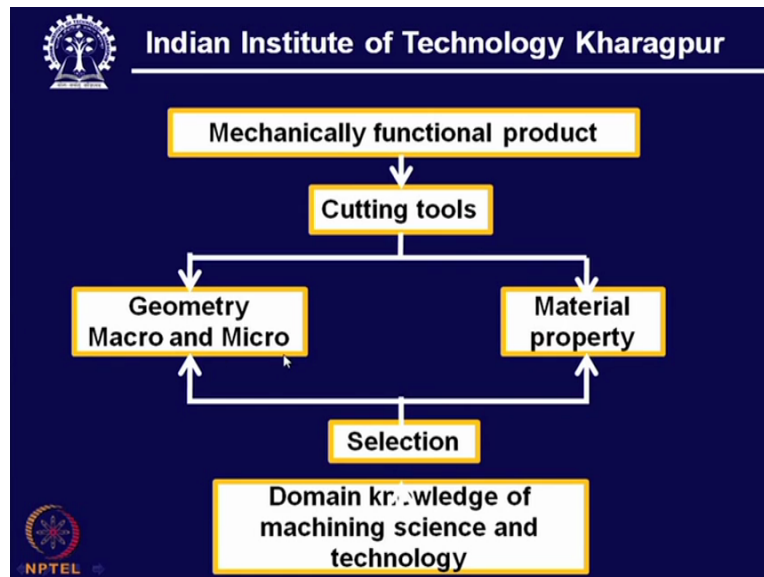 Indian Institute of Technology Kharagpur
Mechanically functional product
Cutting tools
Geometry
Macro and Micro
Material
property
Selection
Domain knowledge of
machining science and
technology
NPTEL